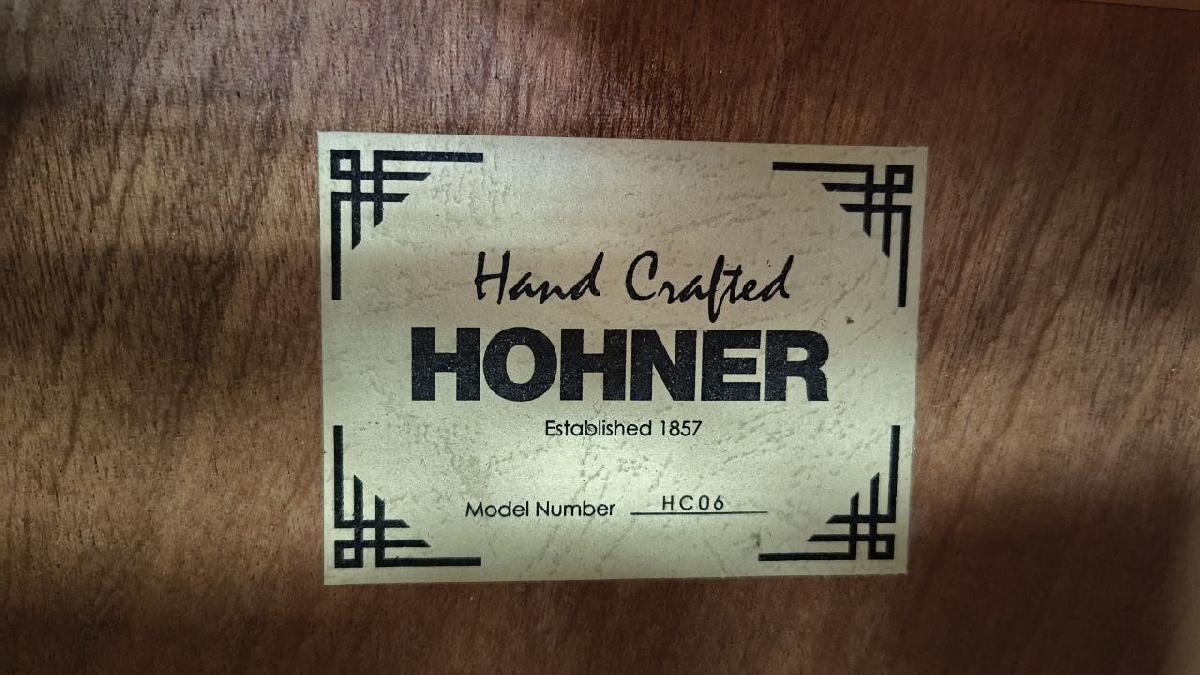 Hand Crafted
HOHNER
Established 1857
Model Number HC06